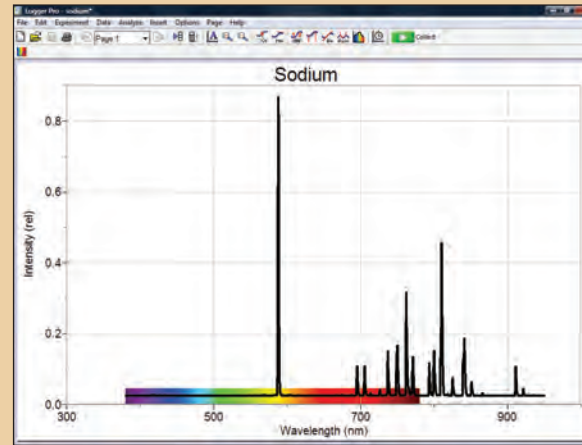 Logger Pro - sodium*
File Edit Experiment Data Analyze Insert Options Page Help
Page 1
Collect
Sodium
0.8
0.6
0.4
0.2
0.0
Intensity (rel)
300 500 700 900
Wavelength (nm)